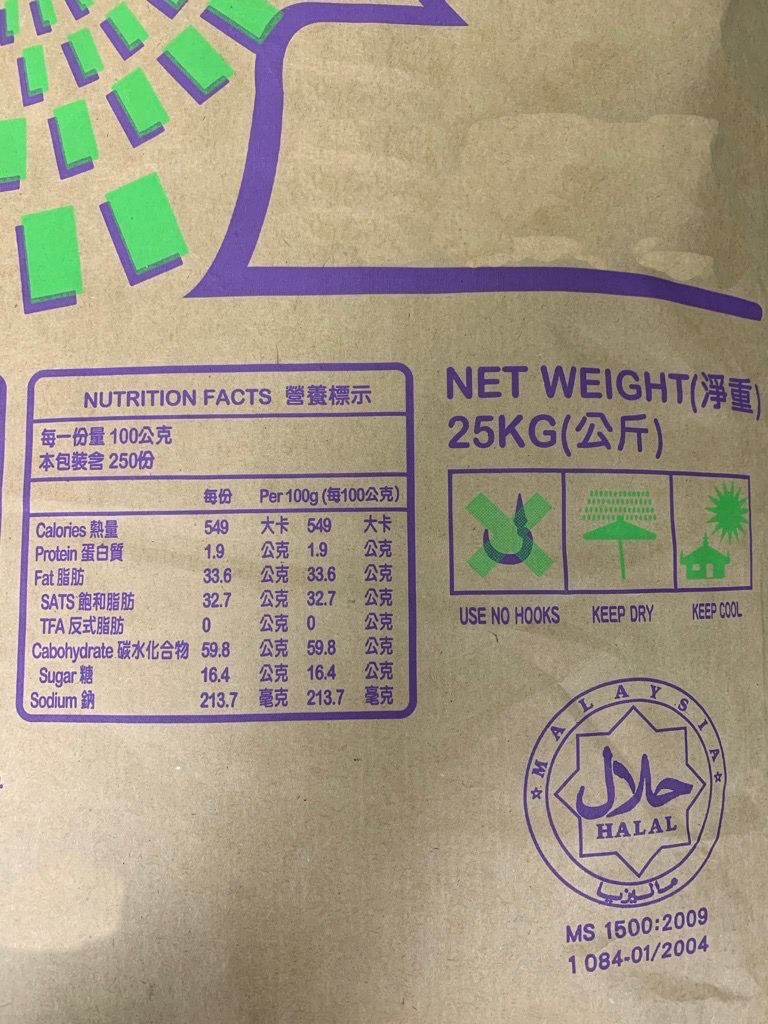 NUTRITION FACTS 營養標示
每一份量 100公克
本包裝含 250份
每份 Per 100g (每100公克)
Calories 熱量 549 大卡 549 大卡
Protein 蛋白質 1.9 公克 1.9 公克
Fat 脂肪 33.6 公克 33.6 公克
SATS 飽和脂肪 32.7 公克 32.7 公克
TFA 反式脂肪 0 公克 0 公克
Cabohydrate 碳水化合物 59.8 公克 59.8 公克
Sugar 糖 16.4 公克 16.4 公克
Sodium 鈉 213.7 毫克 213.7 毫克
NET WEIGHT(淨重)
25KG(公斤)
USE NO HOOKS KEEP DRY KEEP COOL
MALAYSIA
حلال
HALAL
ماليزيا
MS 1500:2009
1 084-01/2004